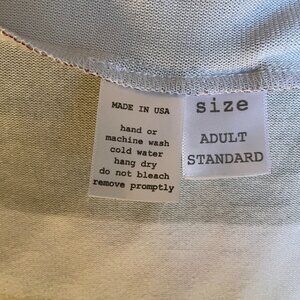 MADE IN USA
hand or
machine wash
cold water
hang dry
do not bleach
remove promptly
size
ADULT
STANDARD